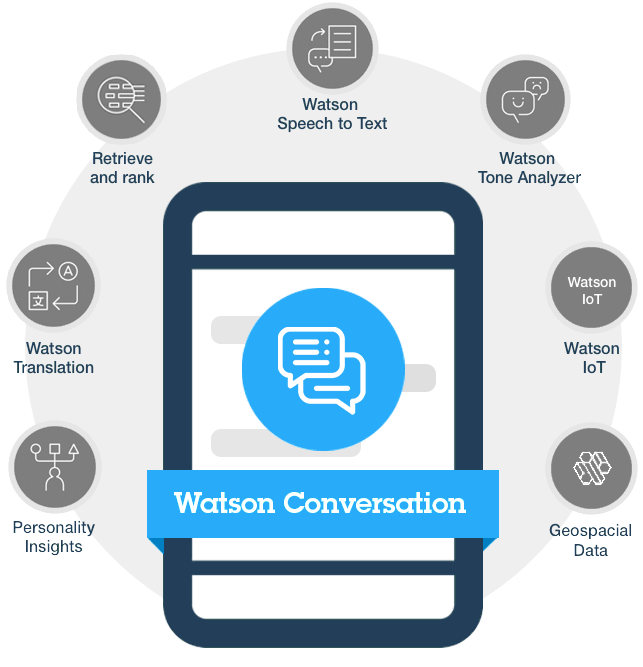 Watson
Speech to Text
Retrieve
and rank
Watson
Tone Analyzer
A
文
Watson
Translation
Watson
IoT
Watson
IoT
Personality
Insights
Watson Conversation
Geospacial
Data